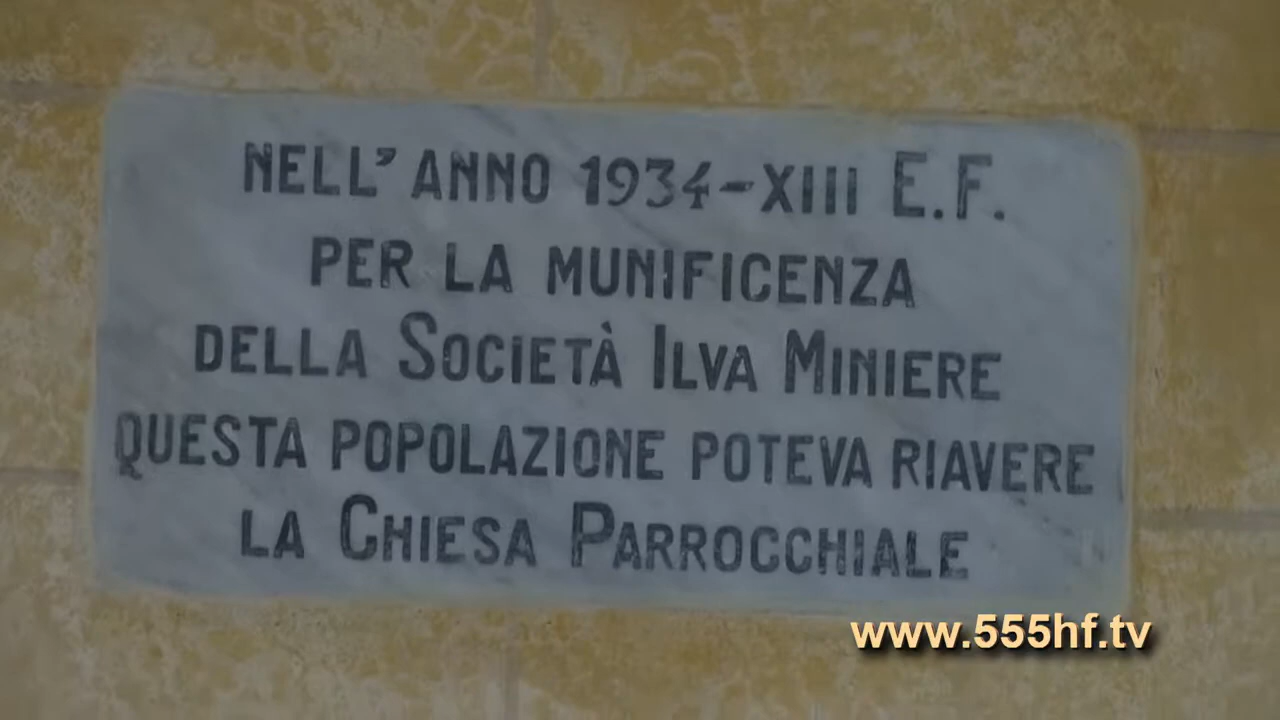 NELL' ANNO 1934-XIII E.F.
PER LA MUNIFICENZA
DELLA SOCIETÀ ILVA MINIERE
QUESTA POPOLAZIONE POTEVA RIAVERE
LA CHIESA PARROCCHIALE
www.555hf.tv